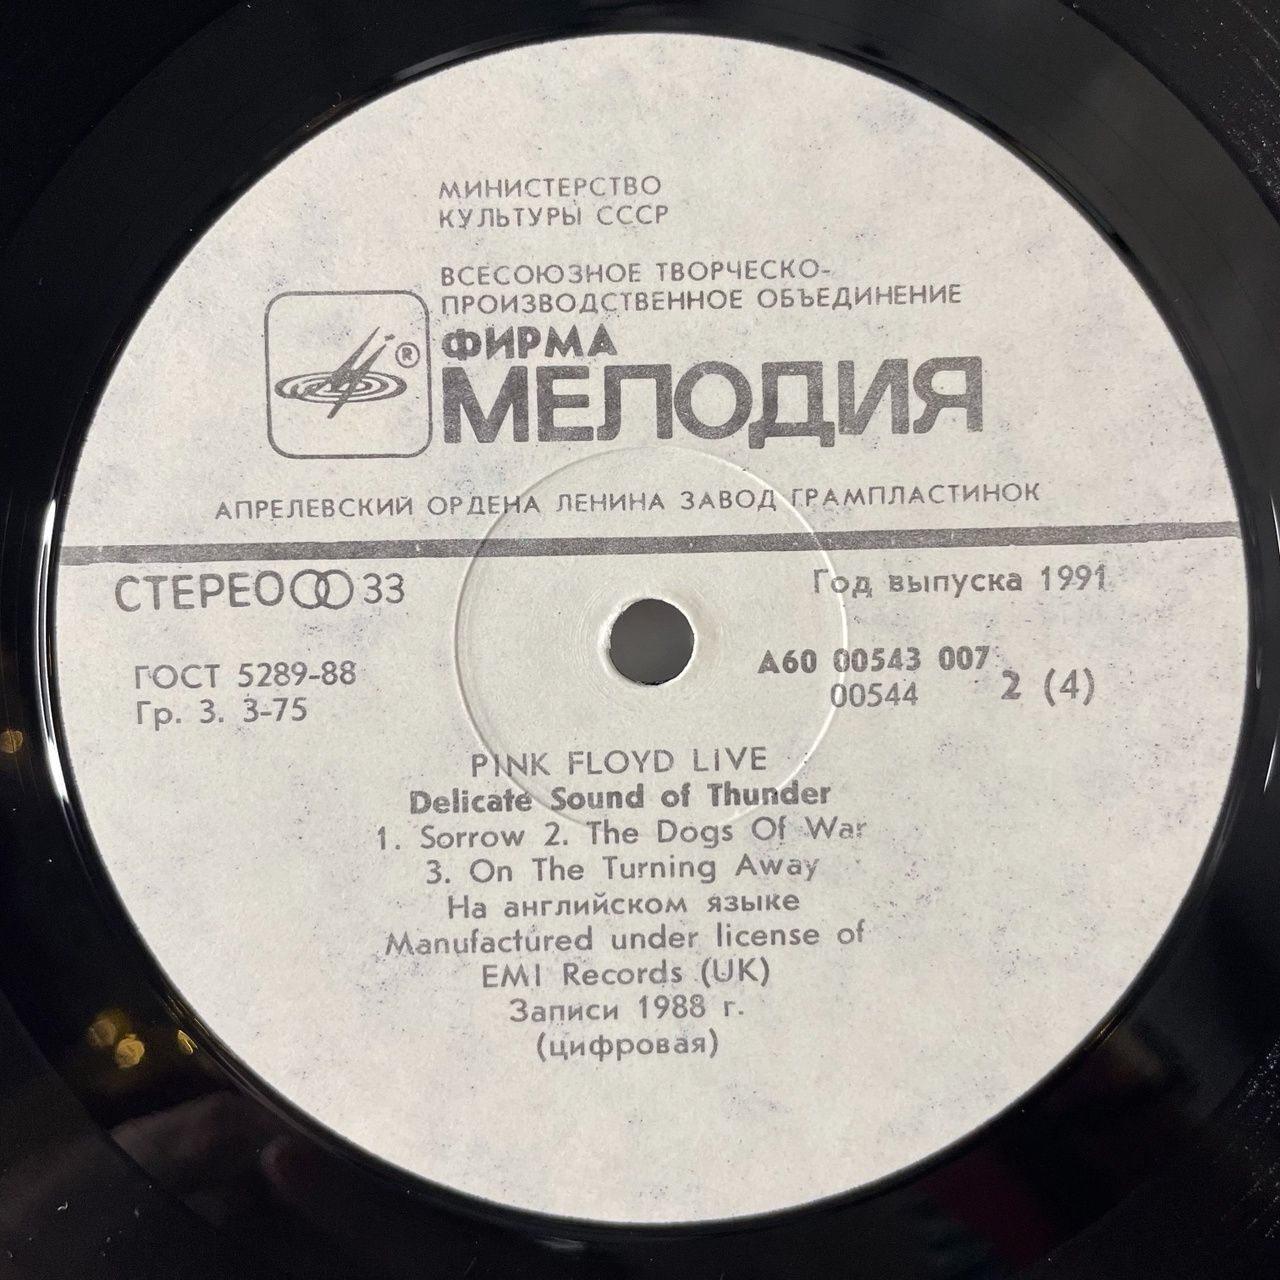 МИНИСТЕРСТВО
КУЛЬТУРЫ СССР
ВСЕСОЮЗНОЕ ТВОРЧЕСКО-
ПРОИЗВОДСТВЕННОЕ ОБЪЕДИНЕНИЕ
ФИРМА
®
МЕЛОДИЯ
АПРЕЛЕВСКИЙ ОРДЕНА ЛЕНИНА ЗАВОД ГРАМПЛАСТИНОК
СТЕРЕО 33
Год выпуска 1991
ГОСТ 5289-88
Гр. 3. 3-75
А60 00543 007
00544
2 (4)
PINK FLOYD LIVE
Delicate Sound of Thunder
1. Sorrow 2. The Dogs Of War
3. On The Turning Away
На английском языке
Manufactured under license of
EMI Records (UK)
Записи 1988 г.
(цифровая)